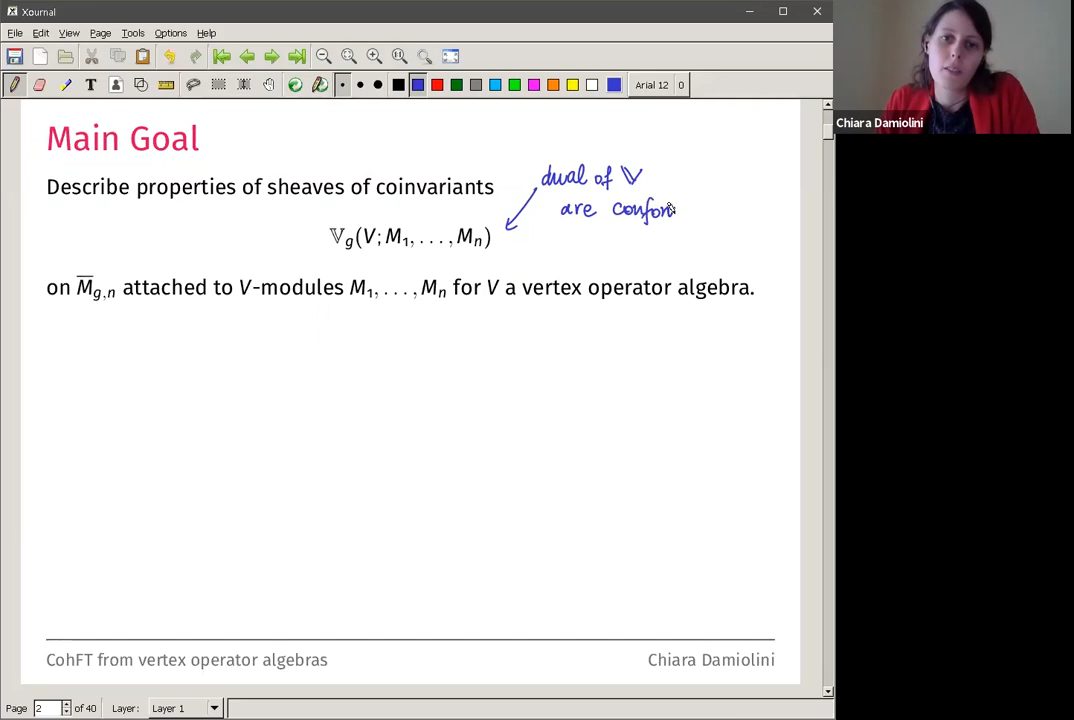 Xournal
File Edit View Page Tools Options Help
Arial 12 0
Chiara Damiolini
Main Goal
dual of 𝕍
Describe properties of sheaves of coinvariants
are confor
𝕍g(V; M1, . . . , Mn)
on M̅g,n attached to V-modules M1, . . . , Mn for V a vertex operator algebra.
CohFT from vertex operator algebras Chiara Damiolini
Page 2 of 40 Layer: Layer 1